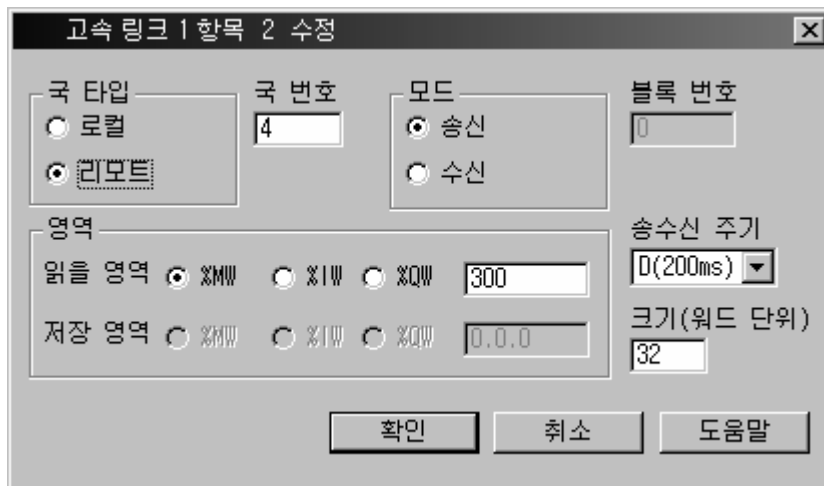 고속 링크 1 항목 2 수정
국 타입 국 번호 모드 블록 번호
로컬 4 송신 0
리모트 수신
영역 송수신 주기
읽을 영역 %MW %IW %QW 300 D(200ms)
크기(워드 단위)
저장 영역 %MW %IW %QW 0.0.0
32
확인 취소 도움말